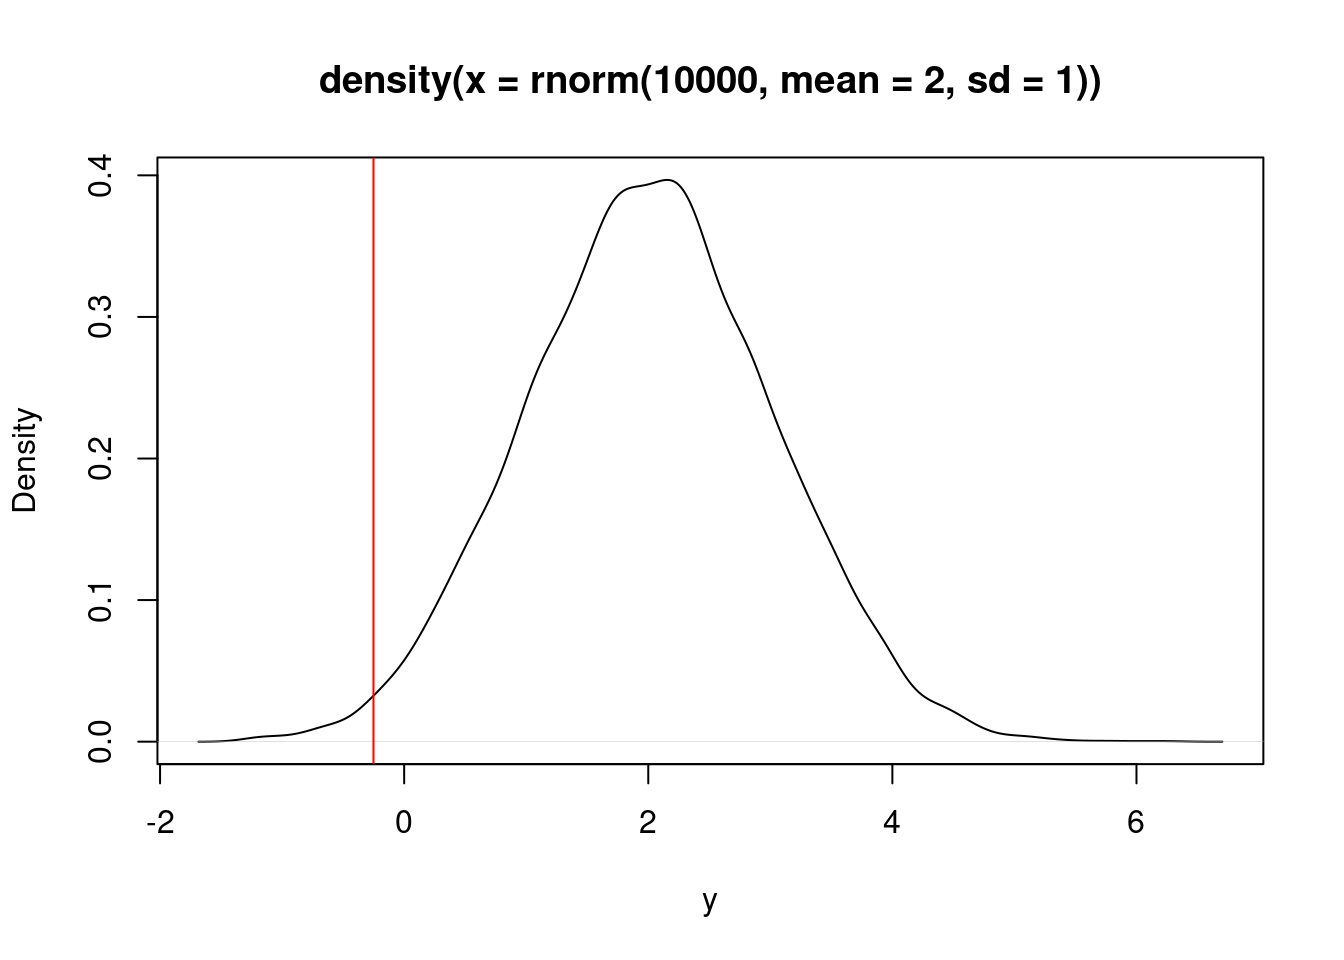 density(x = rnorm(10000, mean = 2, sd = 1))
0.4
0.3
0.2
0.1
0.0
Density
-2 0 2 4 6
y